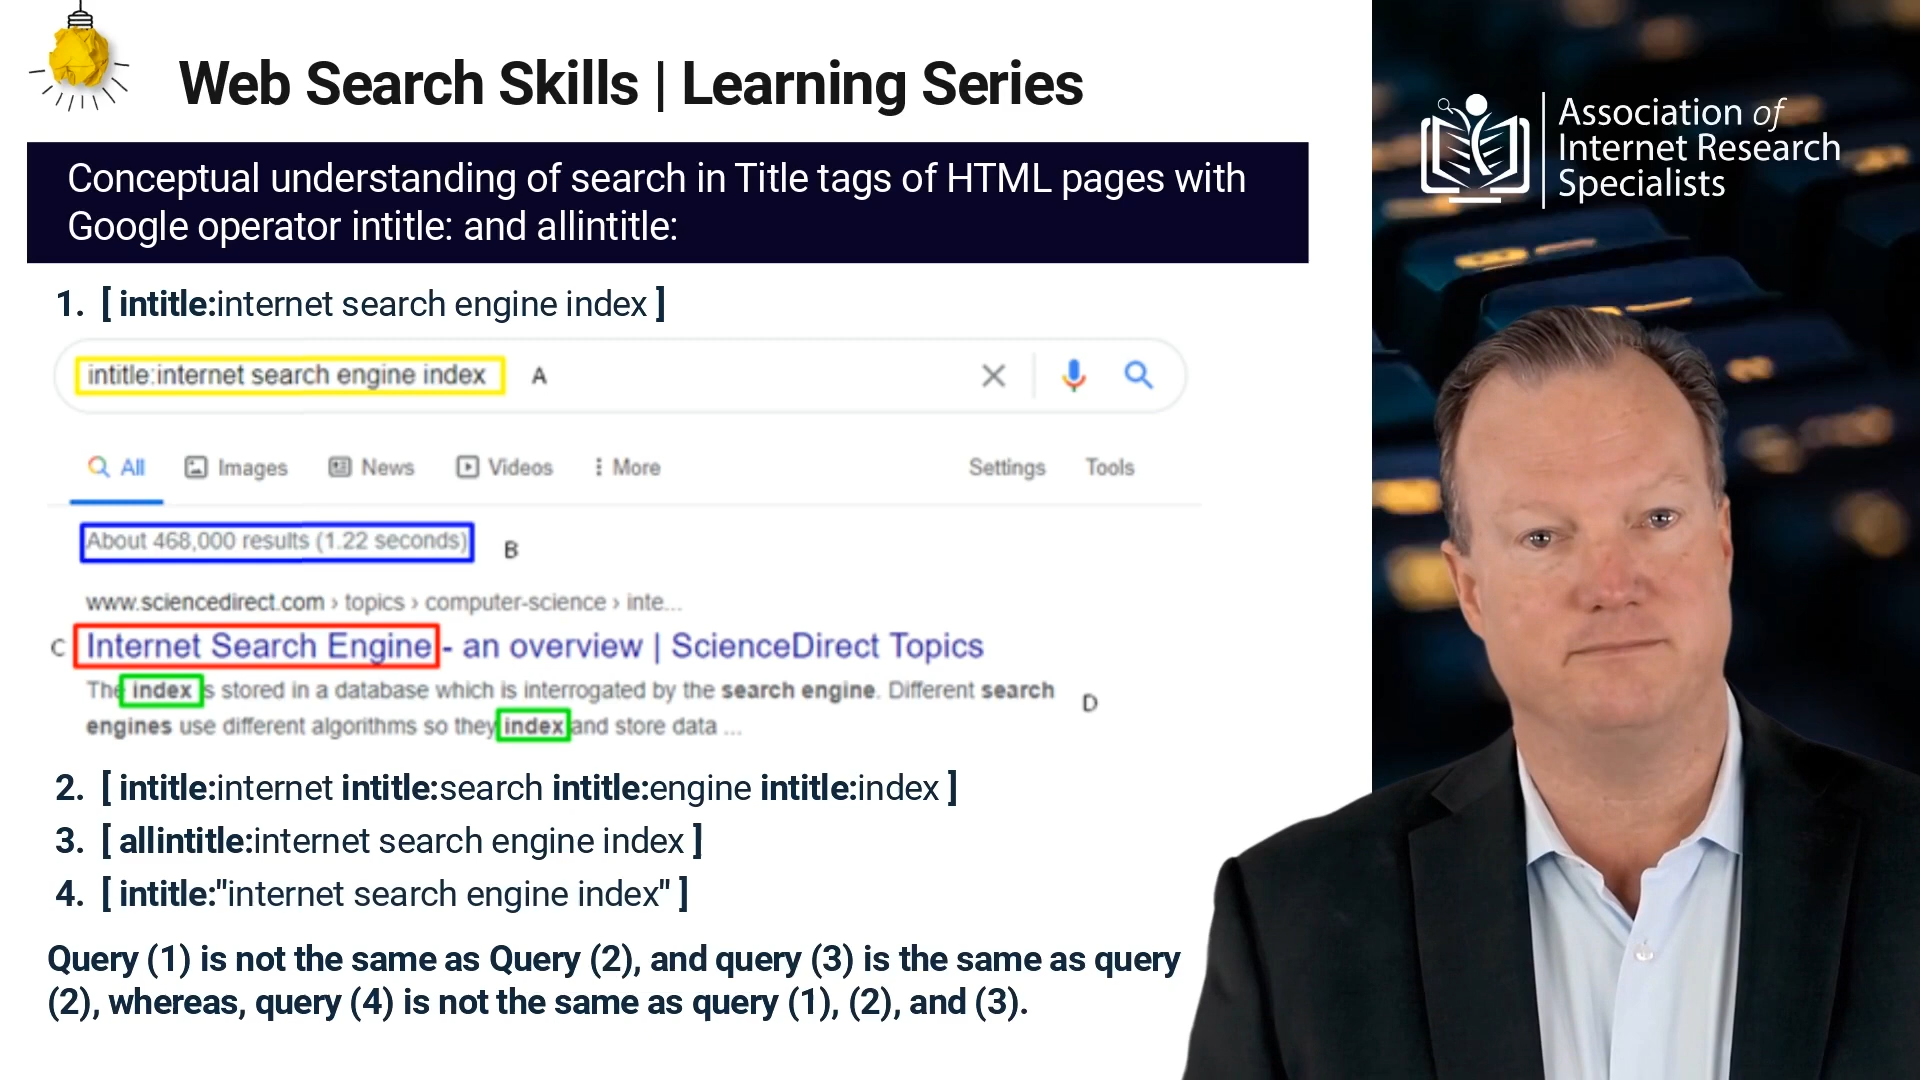 Web Search Skills | Learning Series
Association of
Internet Research
Specialists
Conceptual understanding of search in Title tags of HTML pages with
Google operator intitle: and allintitle:
1. [ intitle:internet search engine index ]
intitle:internet search engine index A
All Images News Videos More Settings Tools
About 468,000 results (1.22 seconds) B
www.sciencedirect.com › topics › computer-science › inte...
C Internet Search Engine - an overview | ScienceDirect Topics
The index is stored in a database which is interrogated by the search engine. Different search
D
engines use different algorithms so they index and store data ...
2. [ intitle:internet intitle:search intitle:engine intitle:index ]
3. [ allintitle:internet search engine index ]
4. [ intitle:"internet search engine index" ]
Query (1) is not the same as Query (2), and query (3) is the same as query
(2), whereas, query (4) is not the same as query (1), (2), and (3).